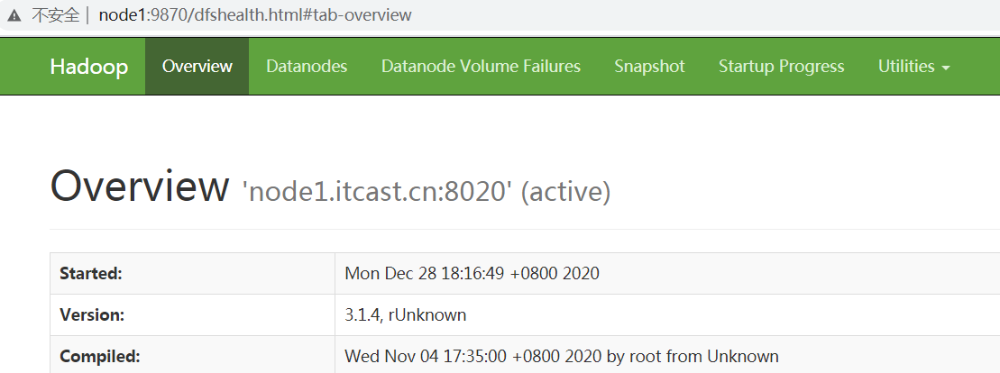 不安全 | node1:9870/dfshealth.html#tab-overview
Hadoop Overview Datanodes Datanode Volume Failures Snapshot Startup Progress Utilities
Overview 'node1.itcast.cn:8020' (active)
Started: Mon Dec 28 18:16:49 +0800 2020
Version: 3.1.4, rUnknown
Compiled: Wed Nov 04 17:35:00 +0800 2020 by root from Unknown